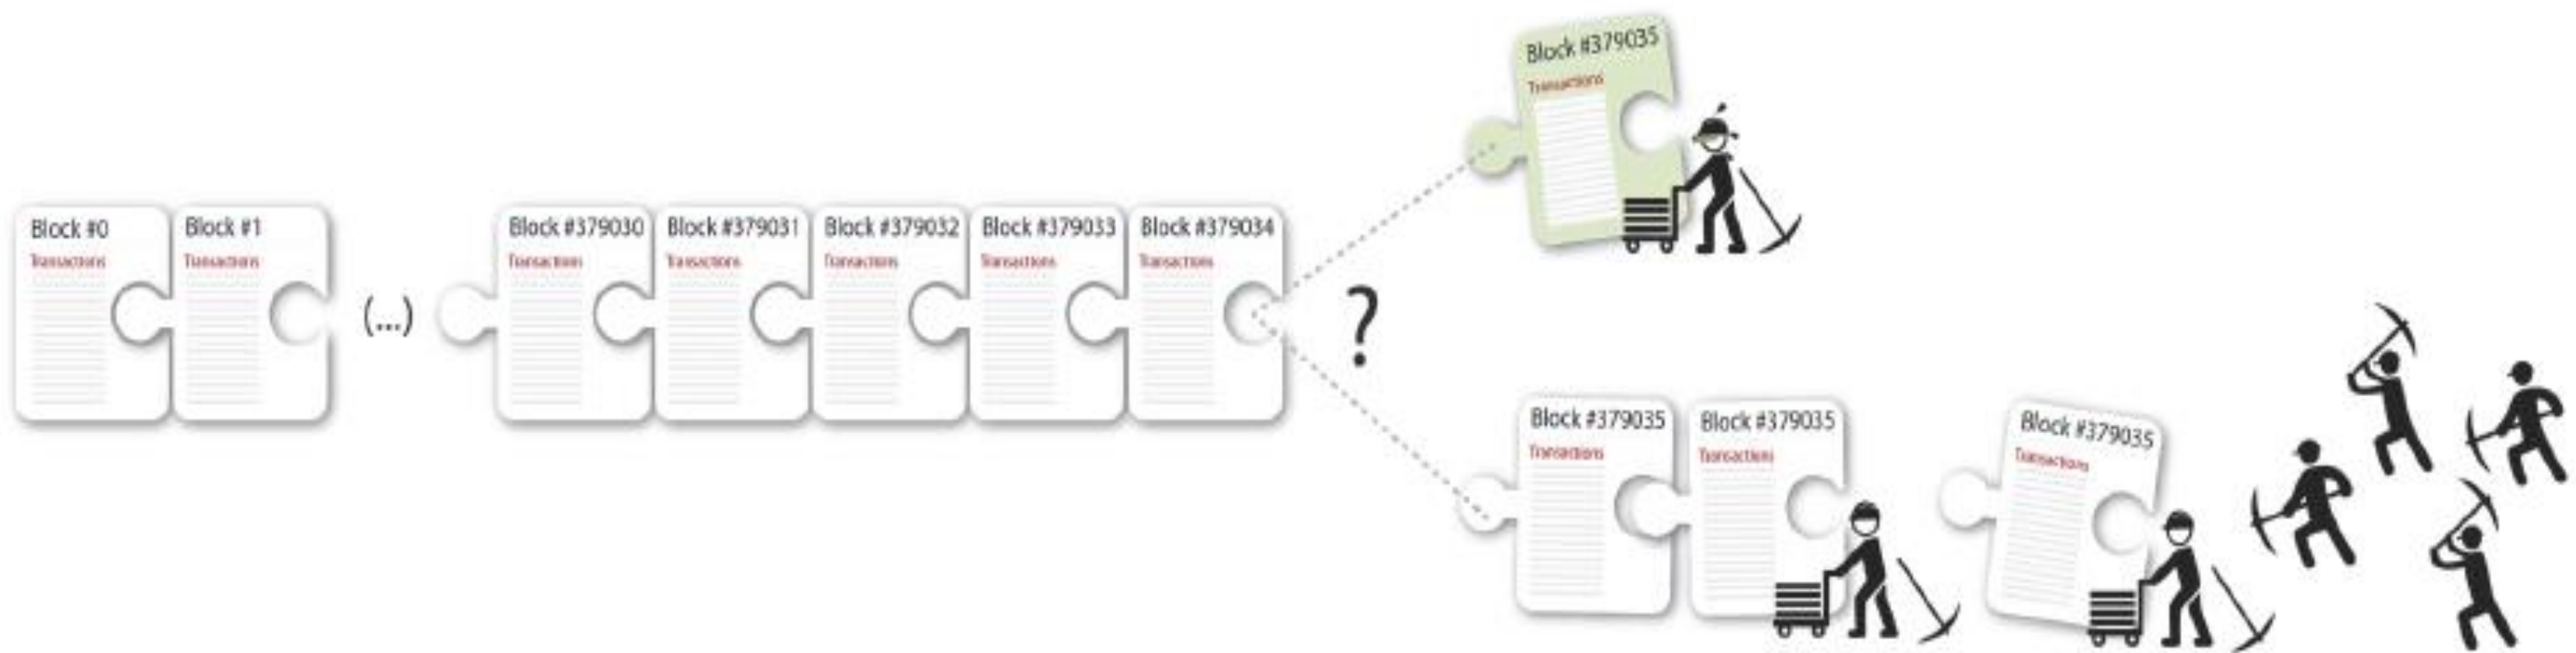 Block #379035
Transactions
Block #0
Transactions
Block #1
Transactions
(...)
Block #379030
Transactions
Block #379031
Transactions
Block #379032
Transactions
Block #379033
Transactions
Block #379034
Transactions
?
Block #379035
Transactions
Block #379035
Transactions
Block #379035
Transactions